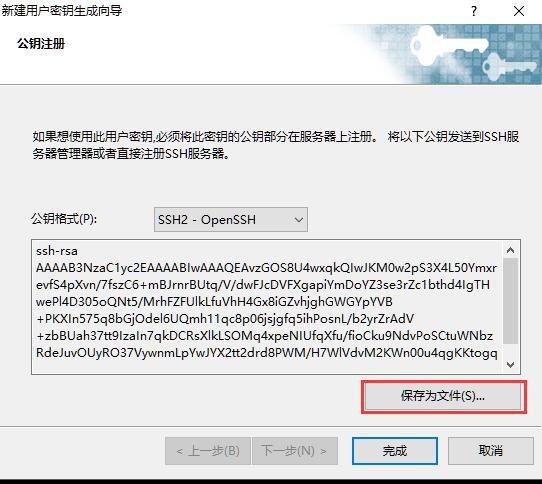 新建用户密钥生成向导
?
公钥注册
如果想使用此用户密钥,必须将此密钥的公钥部分在服务器上注册。 将以下公钥发送到SSH服
务器管理器或者直接注册SSH服务器。
公钥格式(P): SSH2 - OpenSSH
ssh-rsa
AAAAB3NzaC1yc2EAAAABIwAAAQEAvzGOS8U4wxqkQIwJKM0w2pS3X4L50Ymxr
evfS4pXvn/7fszC6+mBJrnrBUtq/V/dwFJcDVFXgapiYmDoYZ3se3rZc1bthd4IgTH
wePl4D305oQNt5/MrhFZFUlkLfuVhH4Gx8iGZvhjghGWGYpYVB
+PKXIn575q8bGjOdel6UQmh11qc8p06jsjgfq5ihPosnL/b2yrZrAdV
+zbBUah37tt9IzaIn7qkDCRsXlkLSOMq4xpeNIUfqXfu/fioCku9NdvPoSCtuWNbz
RdeJuvOUyRO37VywnmLpYwJYX2tt2drd8PWM/H7WlVdvM2KWn00u4qgKKtogq
保存为文件(S)...
< 上一步(B) 下一步(N) > 完成 取消